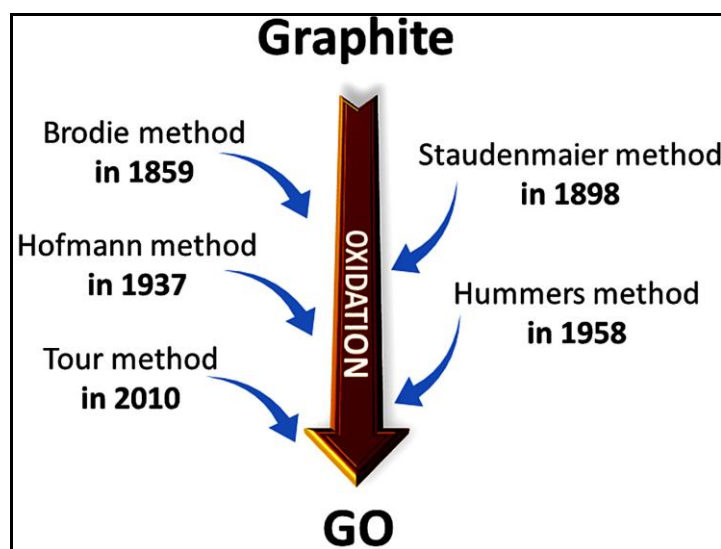 Graphite
Brodie method
in 1859
Staudenmaier method
in 1898
Hofmann method
in 1937
OXIDATION
Hummers method
in 1958
Tour method
in 2010
GO